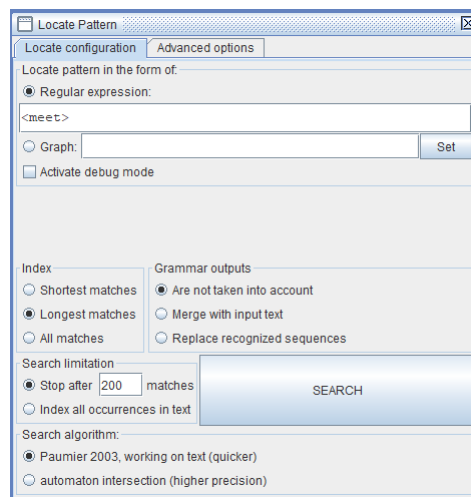 Locate Pattern
Locate configuration Advanced options
Locate pattern in the form of:
Regular expression:
<meet>
Graph: Set
Activate debug mode
Index Grammar outputs
Shortest matches Are not taken into account
Longest matches Merge with input text
All matches Replace recognized sequences
Search limitation
Stop after 200 matches
SEARCH
Index all occurrences in text
Search algorithm:
Paumier 2003, working on text (quicker)
automaton intersection (higher precision)